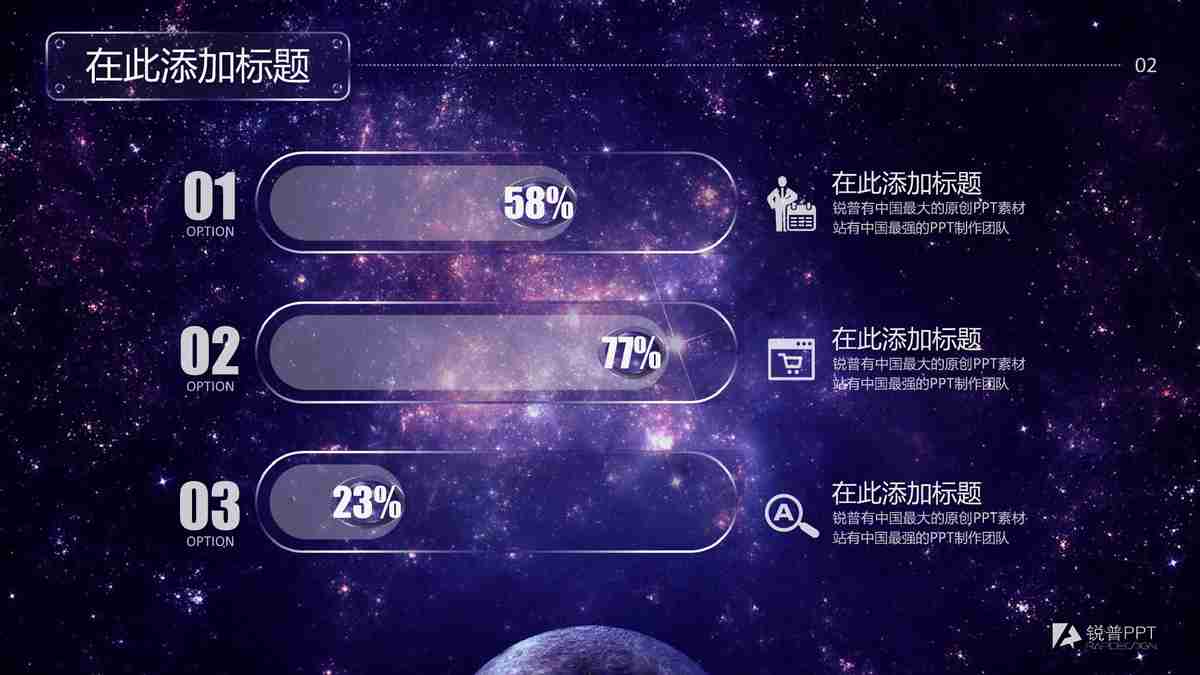 在此添加标题
02
01
OPTION
58%
在此添加标题
锐普有中国最大的原创PPT素材
站有中国最强的PPT制作团队
02
OPTION
77%
在此添加标题
锐普有中国最大的原创PPT素材
站有中国最强的PPT制作团队
03
OPTION
23%
A
在此添加标题
锐普有中国最大的原创PPT素材
站有中国最强的PPT制作团队
锐普PPT